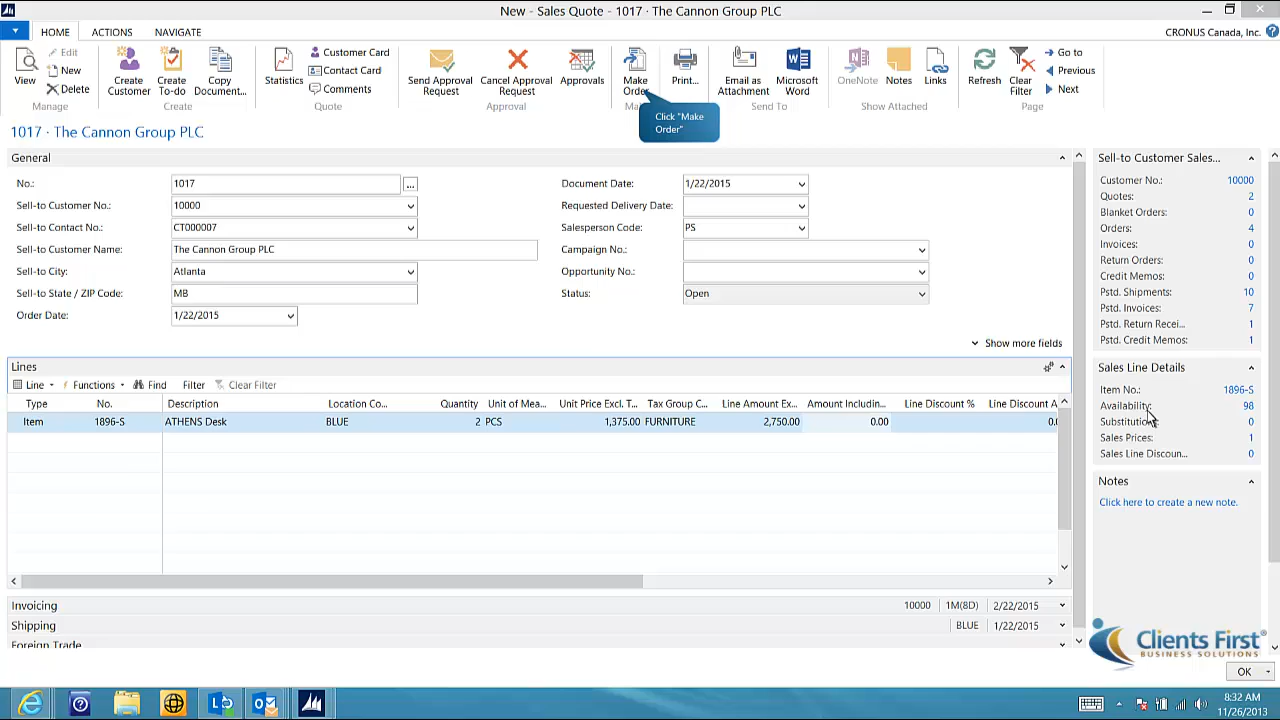 New - Sales Quote - 1017 · The Cannon Group PLC
HOME ACTIONS NAVIGATE
CRONUS Canada, Inc.
View
Edit
New
Delete
Manage
Create Customer
Create To-do
Copy Document...
Create
Statistics
Customer Card
Contact Card
Comments
Quote
Send Approval Request
Cancel Approval Request
Approvals
Approval
Make Order
Print...
Email as Attachment
Microsoft Word
Send To
OneNote
Notes
Links
Show Attached
Refresh
Clear Filter
Go to
Previous
Next
Page
Click "Make
Order"
1017 · The Cannon Group PLC
General
No.: 1017 ...
Sell-to Customer No.: 10000
Sell-to Contact No.: CT000007
Sell-to Customer Name: The Cannon Group PLC
Sell-to City: Atlanta
Sell-to State / ZIP Code: MB
Order Date: 1/22/2015
Document Date: 1/22/2015
Requested Delivery Date:
Salesperson Code: PS
Campaign No.:
Opportunity No.:
Status: Open
Show more fields
Lines
Line Functions Find Filter Clear Filter
Type No. Description Location Co... Quantity Unit of Mea... Unit Price Excl. T... Tax Group C... Line Amount Ex... Amount Includin... Line Discount % Line Discount A
Item 1896-S ATHENS Desk BLUE 2 PCS 1,375.00 FURNITURE 2,750.00 0.00 0.0
Invoicing 10000 1M(8D) 2/22/2015
Shipping BLUE 1/22/2015
Foreign Trade
Sell-to Customer Sales...
Customer No.: 10000
Quotes: 2
Blanket Orders: 0
Orders: 4
Invoices: 0
Return Orders: 0
Credit Memos: 0
Pstd. Shipments: 10
Pstd. Invoices: 7
Pstd. Return Recei... 1
Pstd. Credit Memos: 1
Sales Line Details
Item No.: 1896-S
Availability: 98
Substitutions: 0
Sales Prices: 1
Sales Line Discoun... 0
Notes
Click here to create a new note.
Clients First®
BUSINESS SOLUTIONS
OK
8:32 AM
11/26/2013